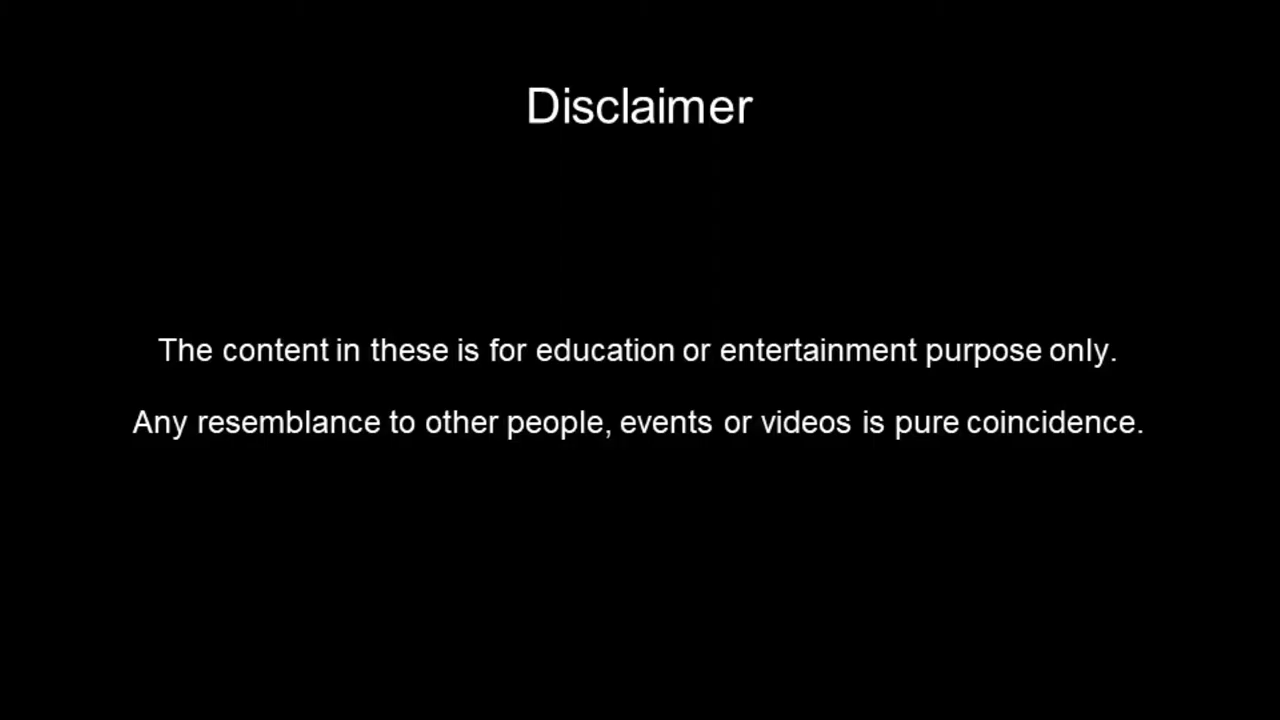 Disclaimer
The content in these is for education or entertainment purpose only.
Any resemblance to other people, events or videos is pure coincidence.